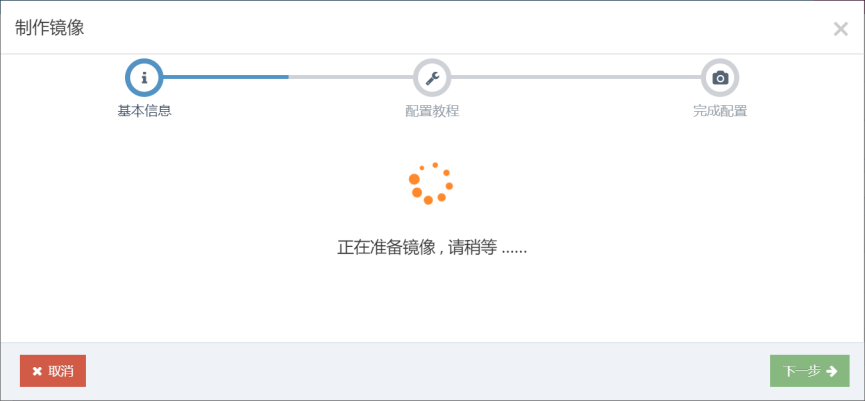 制作镜像
基本信息
配置教程
完成配置
正在准备镜像 , 请稍等 ......
取消
下一步